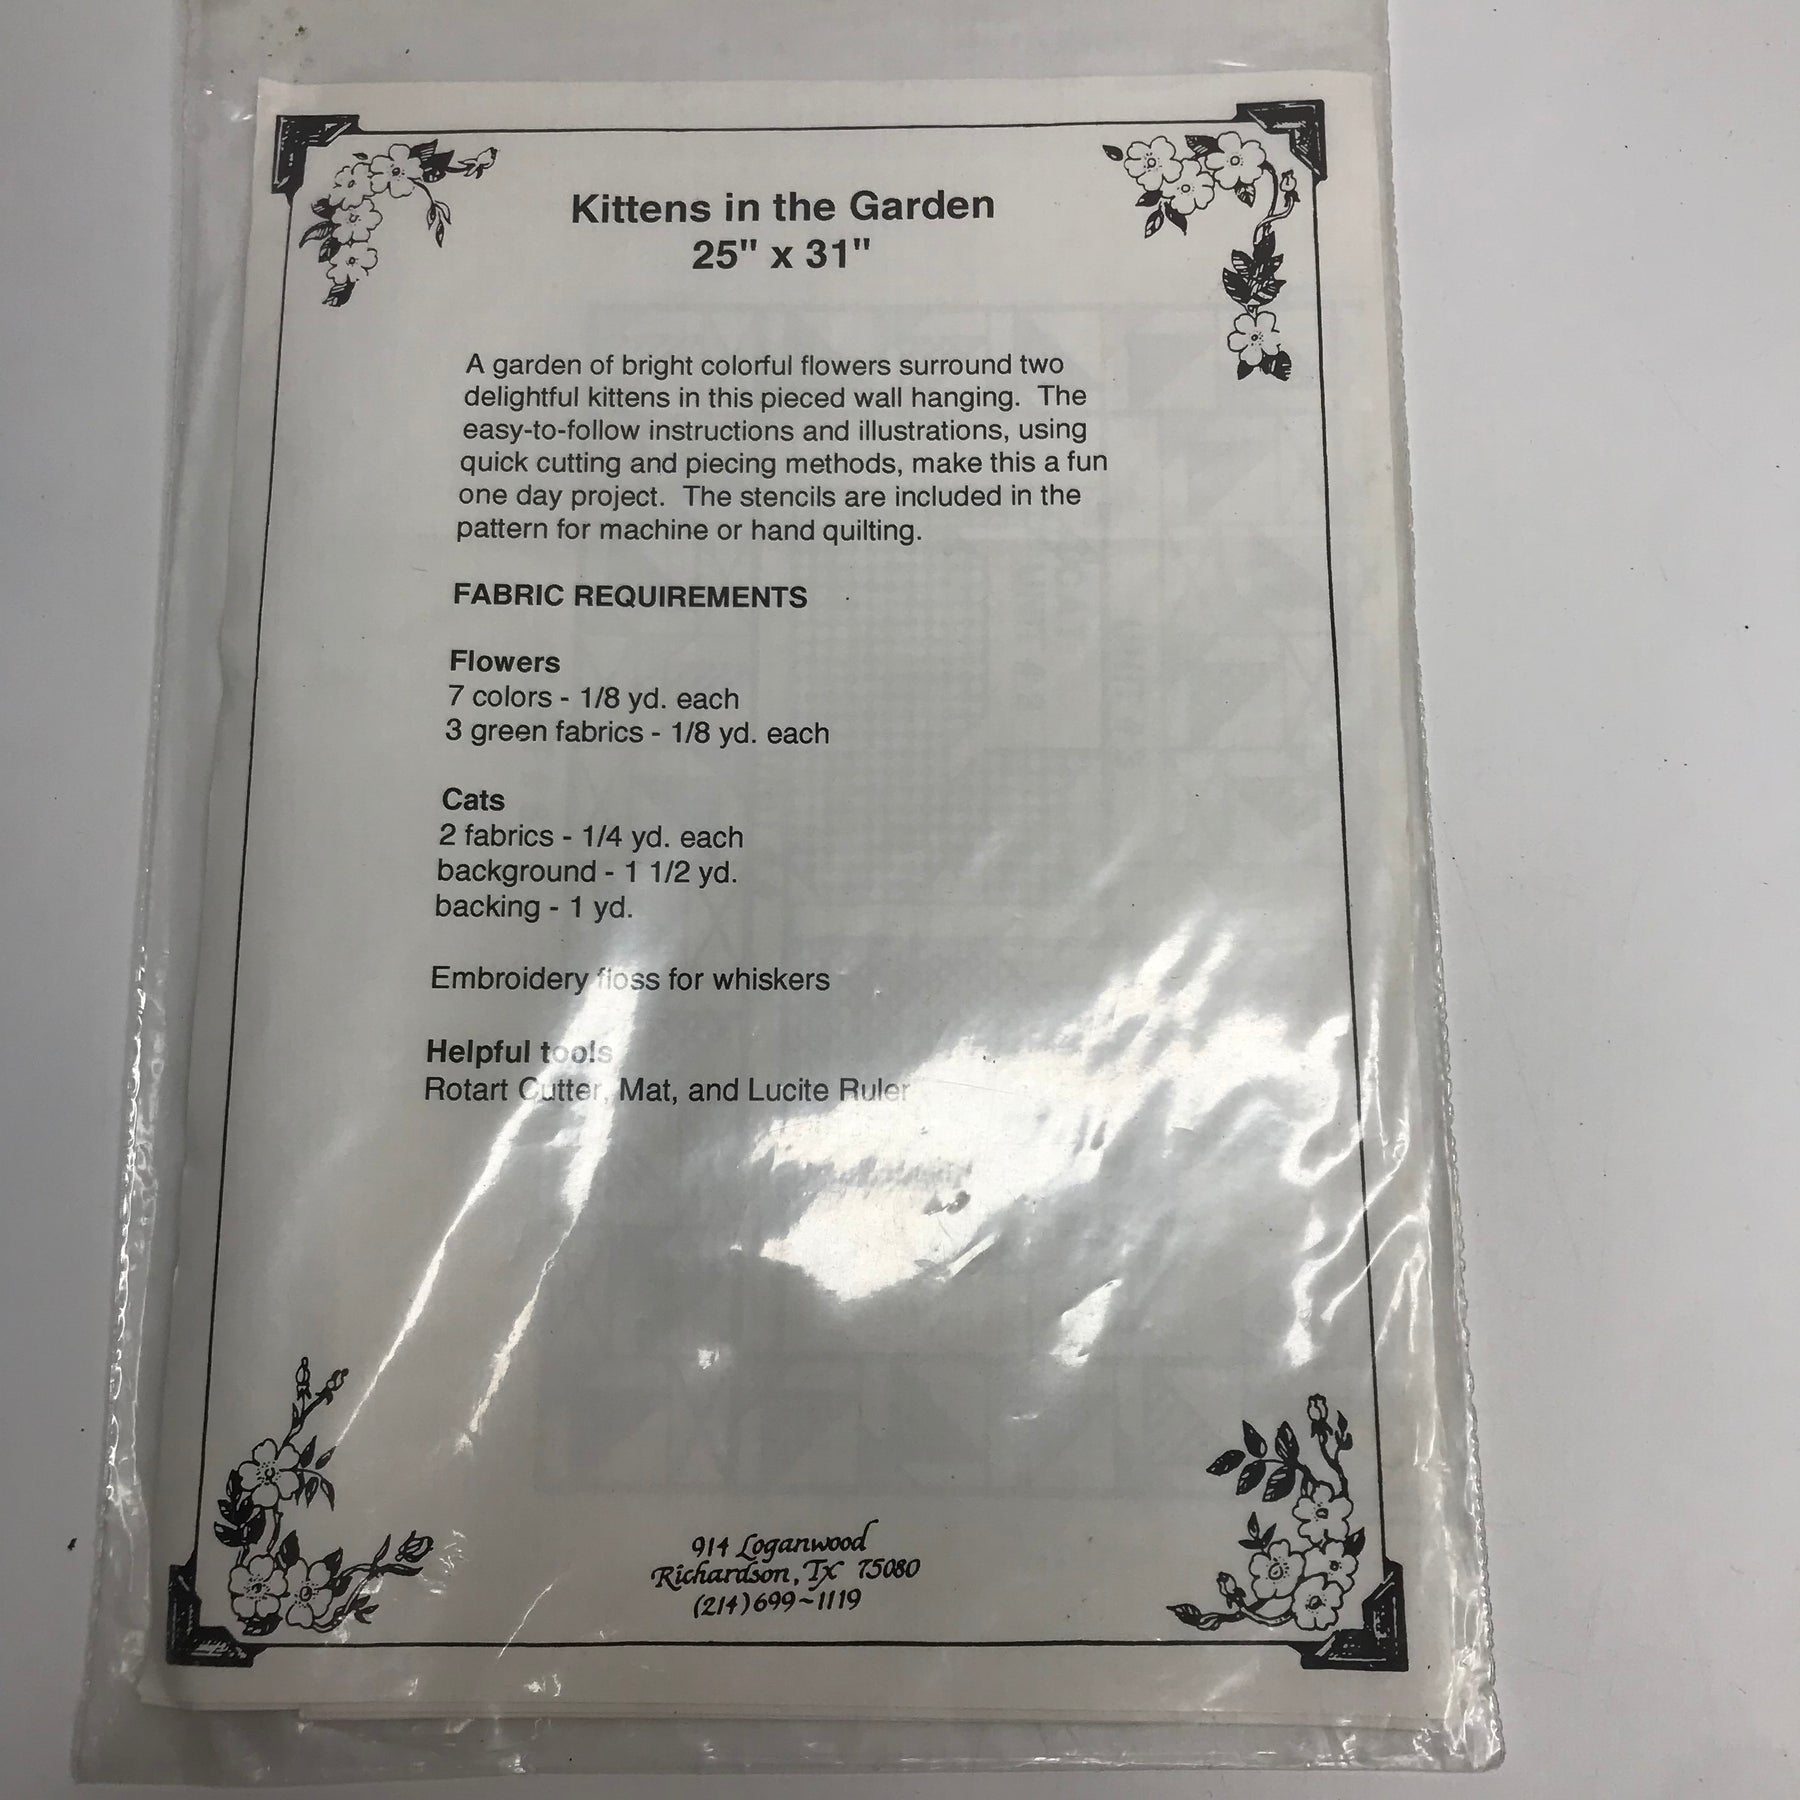 Kittens in the Garden
25" x 31"
A garden of bright colorful flowers surround two
delightful kittens in this pieced wall hanging. The
easy-to-follow instructions and illustrations, using
quick cutting and piecing methods, make this a fun
one day project. The stencils are included in the
pattern for machine or hand quilting.
FABRIC REQUIREMENTS
Flowers
7 colors - 1/8 yd. each
3 green fabrics - 1/8 yd. each
Cats
2 fabrics - 1/4 yd. each
background - 1 1/2 yd.
backing - 1 yd.
Embroidery floss for whiskers
Helpful tools
Rotart Cutter, Mat, and Lucite Ruler
914 Loganwood
Richardson, Tx 75080
(214)699~1119